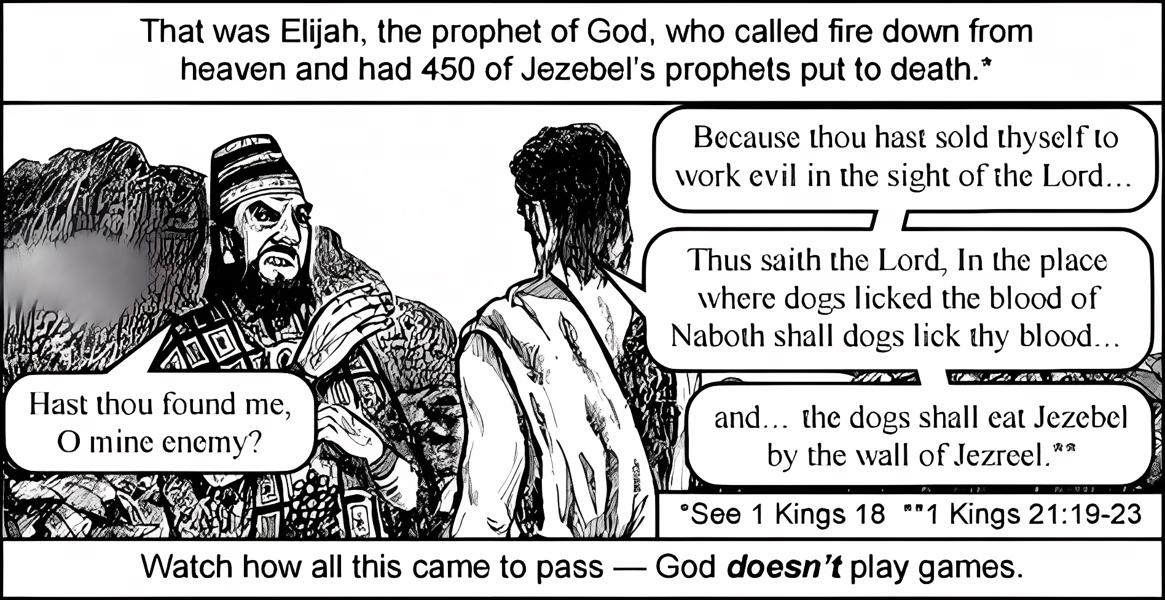 That was Elijah, the prophet of God, who called fire down from
heaven and had 450 of Jezebel's prophets put to death.*
Because thou hast sold thyself to
work evil in the sight of the Lord...
Thus saith the Lord, In the place
where dogs licked the blood of
Naboth shall dogs lick thy blood...
Hast thou found me,
O mine enemy?
and... the dogs shall eat Jezebel
by the wall of Jezreel.**
*See 1 Kings 18 **1 Kings 21:19-23
Watch how all this came to pass — God doesn't play games.